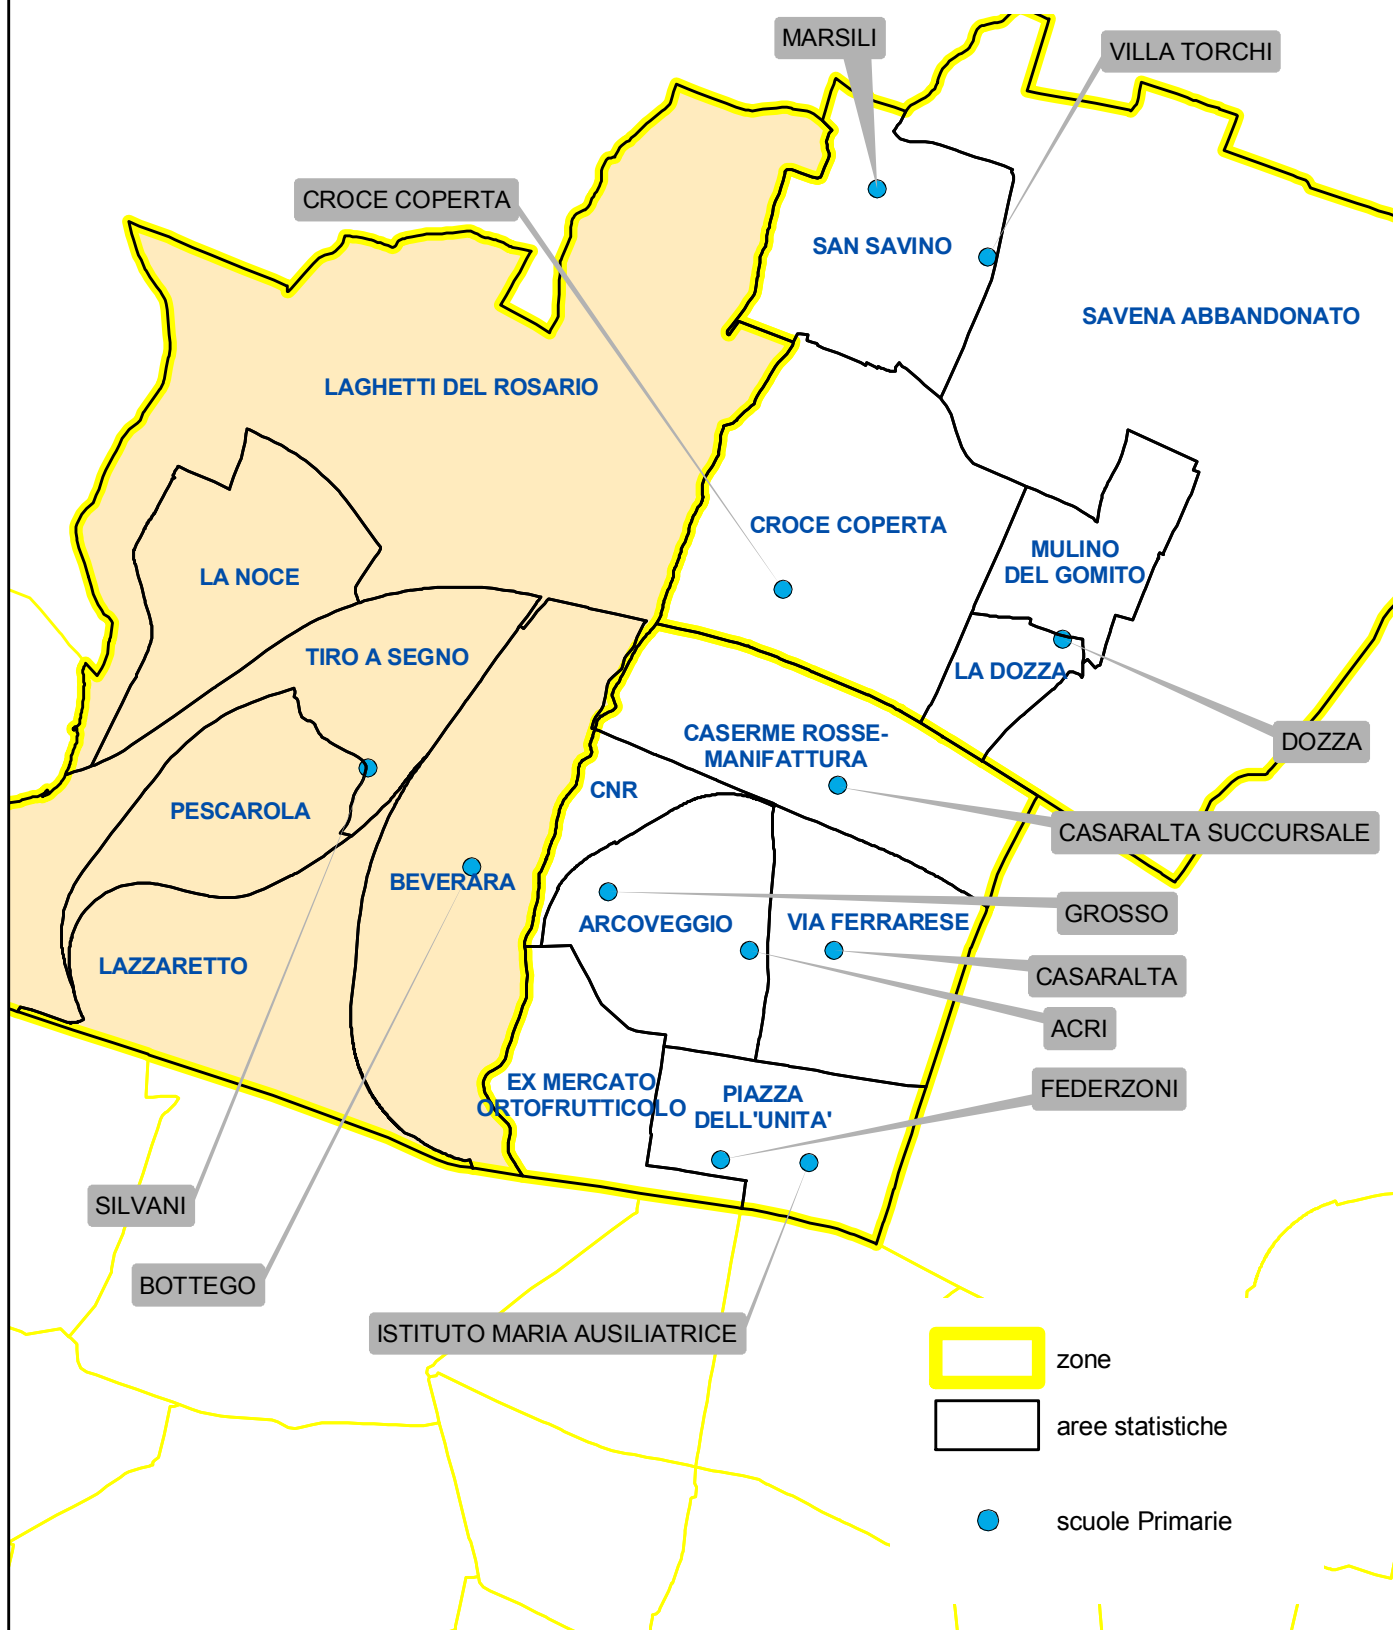 MARSILI
VILLA TORCHI
CROCE COPERTA
SAN SAVINO
SAVENA ABBANDONATO
LAGHETTI DEL ROSARIO
CROCE COPERTA
MULINO
DEL GOMITO
LA NOCE
TIRO A SEGNO
LA DOZZA
DOZZA
CASERME ROSSE-
MANIFATTURA
CNR
PESCAROLA
CASARALTA SUCCURSALE
BEVERARA
GROSSO
ARCOVEGGIO
VIA FERRARESE
LAZZARETTO
CASARALTA
ACRI
EX MERCATO
ORTOFRUTTICOLO
PIAZZA
DELL'UNITA'
FEDERZONI
SILVANI
BOTTEGO
ISTITUTO MARIA AUSILIATRICE
zone
aree statistiche
scuole Primarie